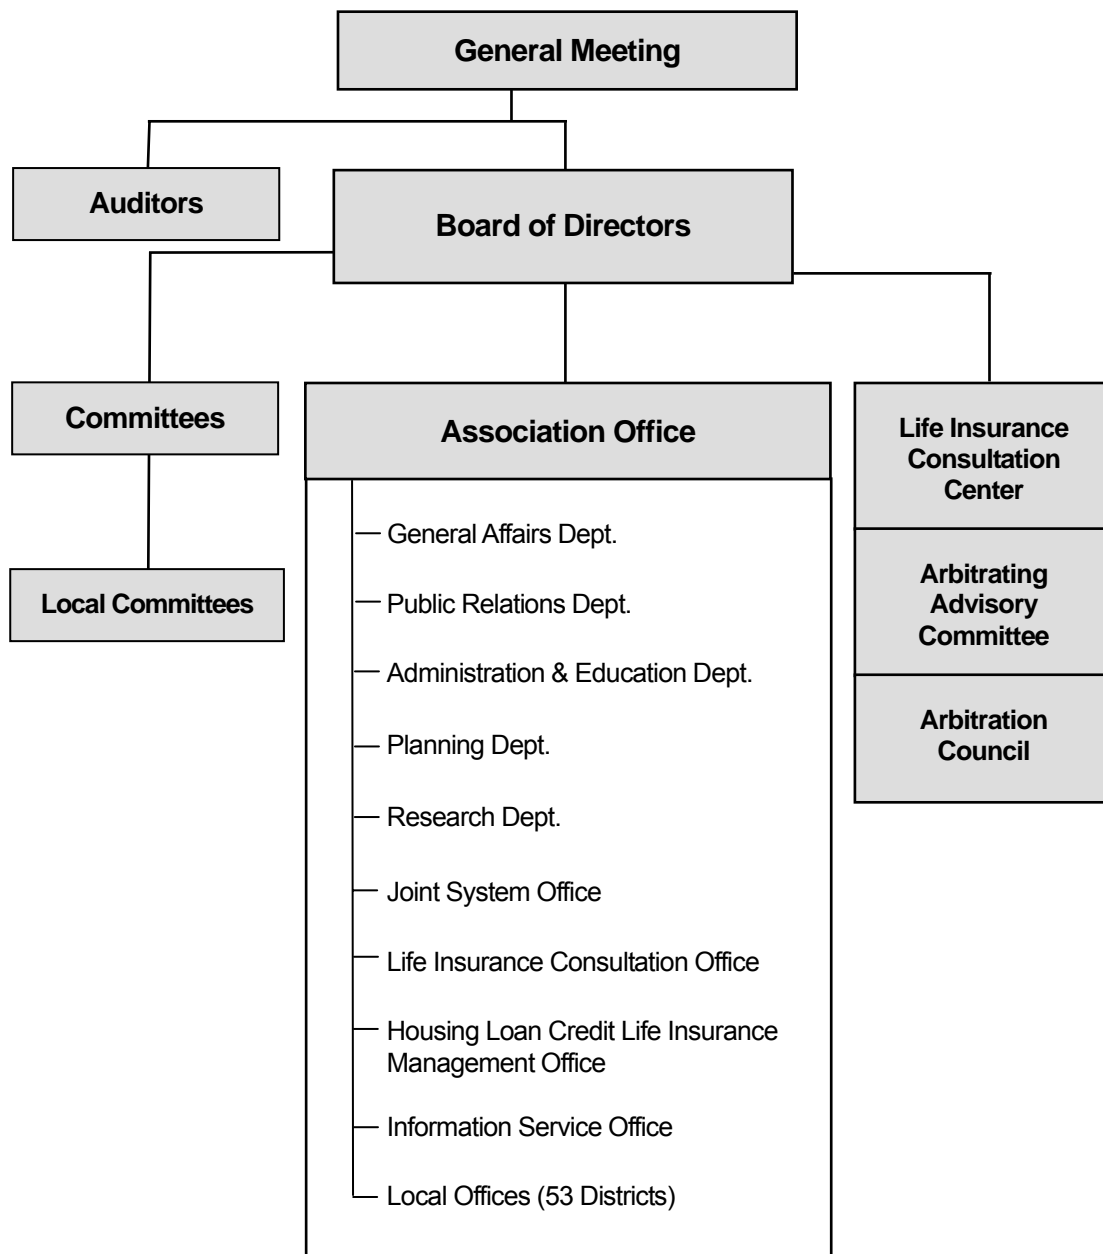 General Meeting
Auditors
Board of Directors
Committees
Local Committees
Association Office
General Affairs Dept.
Public Relations Dept.
Administration & Education Dept.
Planning Dept.
Research Dept.
Joint System Office
Life Insurance Consultation Office
Housing Loan Credit Life Insurance
Management Office
Information Service Office
Local Offices (53 Districts)
Life Insurance
Consultation
Center
Arbitrating
Advisory
Committee
Arbitration
Council